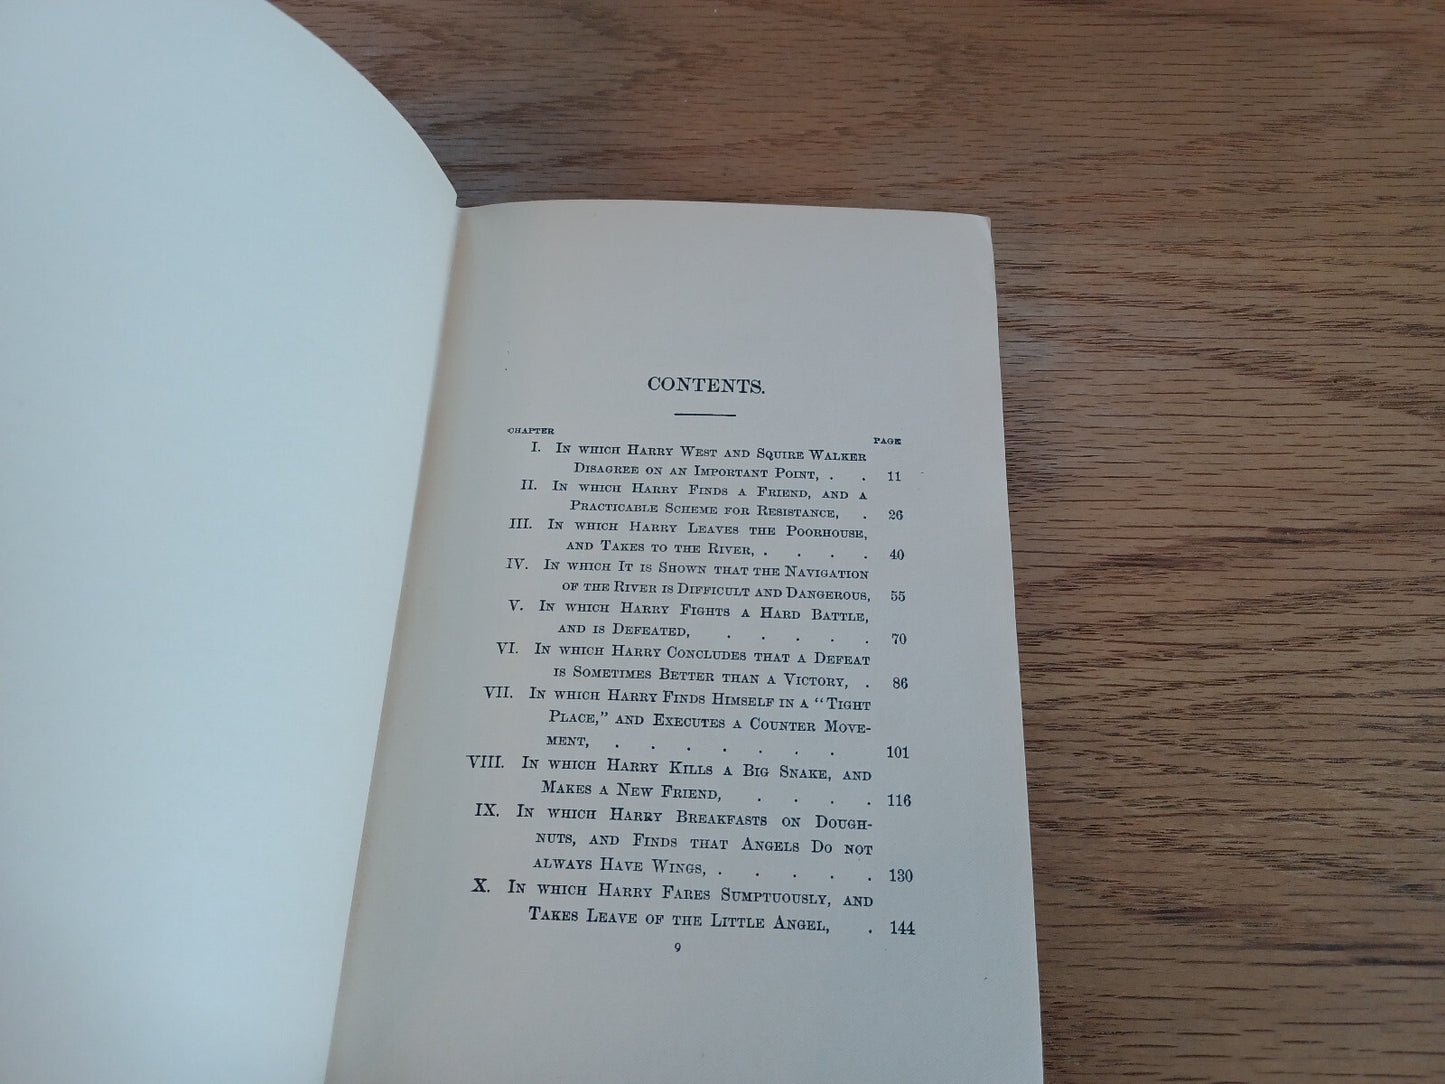 CONTENTS.
CHAPTER PAGE
I. IN WHICH HARRY WEST AND SQUIRE WALKER
DISAGREE ON AN IMPORTANT POINT, . . 11
II. IN WHICH HARRY FINDS A FRIEND, AND A
PRACTICABLE SCHEME FOR RESISTANCE, . 26
III. IN WHICH HARRY LEAVES THE POORHOUSE,
AND TAKES TO THE RIVER, . . . . 40
IV. IN WHICH IT IS SHOWN THAT THE NAVIGATION
OF THE RIVER IS DIFFICULT AND DANGEROUS, 55
V. IN WHICH HARRY FIGHTS A HARD BATTLE,
AND IS DEFEATED, . . . . . 70
VI. IN WHICH HARRY CONCLUDES THAT A DEFEAT
IS SOMETIMES BETTER THAN A VICTORY, . 86
VII. IN WHICH HARRY FINDS HIMSELF IN A "TIGHT
PLACE," AND EXECUTES A COUNTER MOVE-
MENT, . . . . . . . 101
VIII. IN WHICH HARRY KILLS A BIG SNAKE, AND
MAKES A NEW FRIEND, . . . . 116
IX. IN WHICH HARRY BREAKFASTS ON DOUGH-
NUTS, AND FINDS THAT ANGELS DO NOT
ALWAYS HAVE WINGS, . . . . . 130
X. IN WHICH HARRY FARES SUMPTUOUSLY, AND
TAKES LEAVE OF THE LITTLE ANGEL, . 144
9